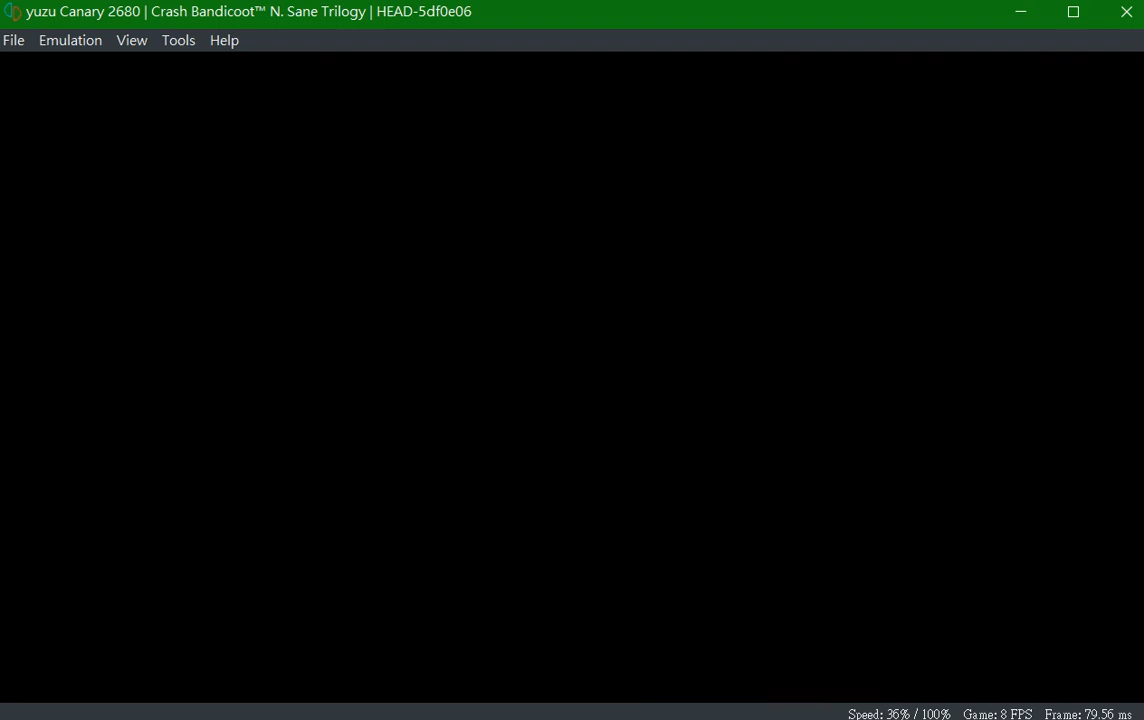 yuzu Canary 2680 | Crash Bandicoot™ N. Sane Trilogy | HEAD-5df0e06
File Emulation View Tools Help
Speed: 36% / 100% Game: 8 FPS Frame: 79.56 ms